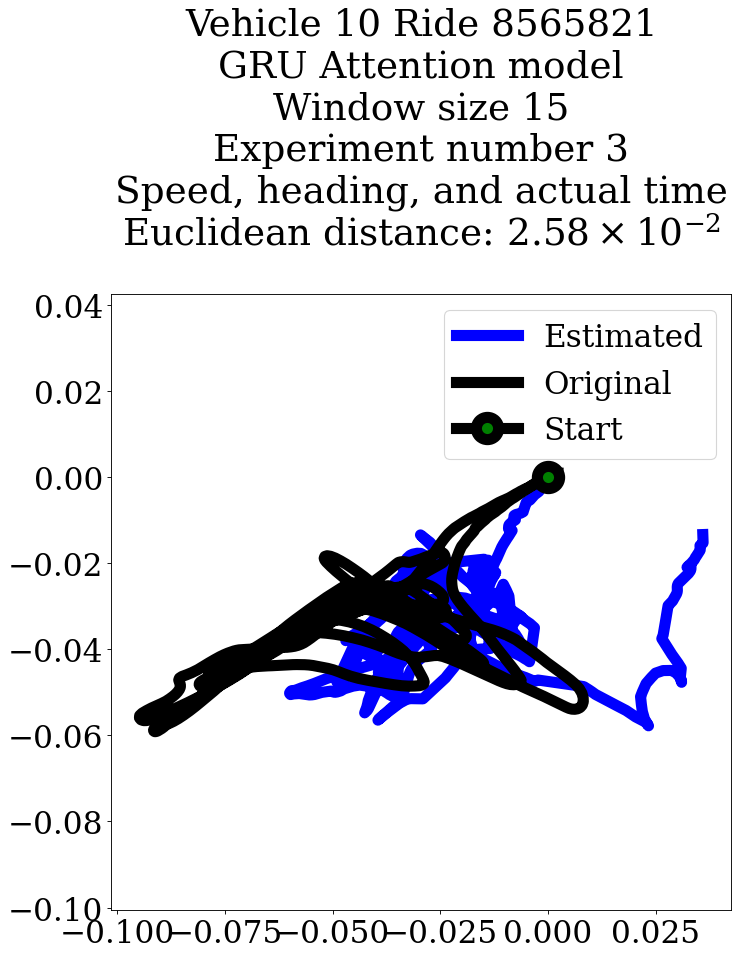 Vehicle 10 Ride 8565821
GRU Attention model
Window size 15
Experiment number 3
Speed, heading, and actual time
Euclidean distance: 2.58 × 10⁻²
Estimated
Original
Start
0.04
0.02
0.00
−0.02
−0.04
−0.06
−0.08
−0.10
−0.100 −0.075 −0.050 −0.025 0.000 0.025